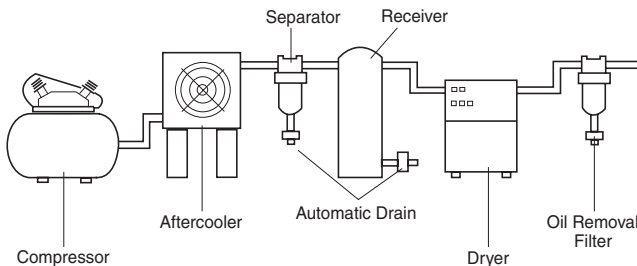 Separator
Receiver
Aftercooler
Automatic Drain
Oil Removal
Filter
Compressor
Dryer